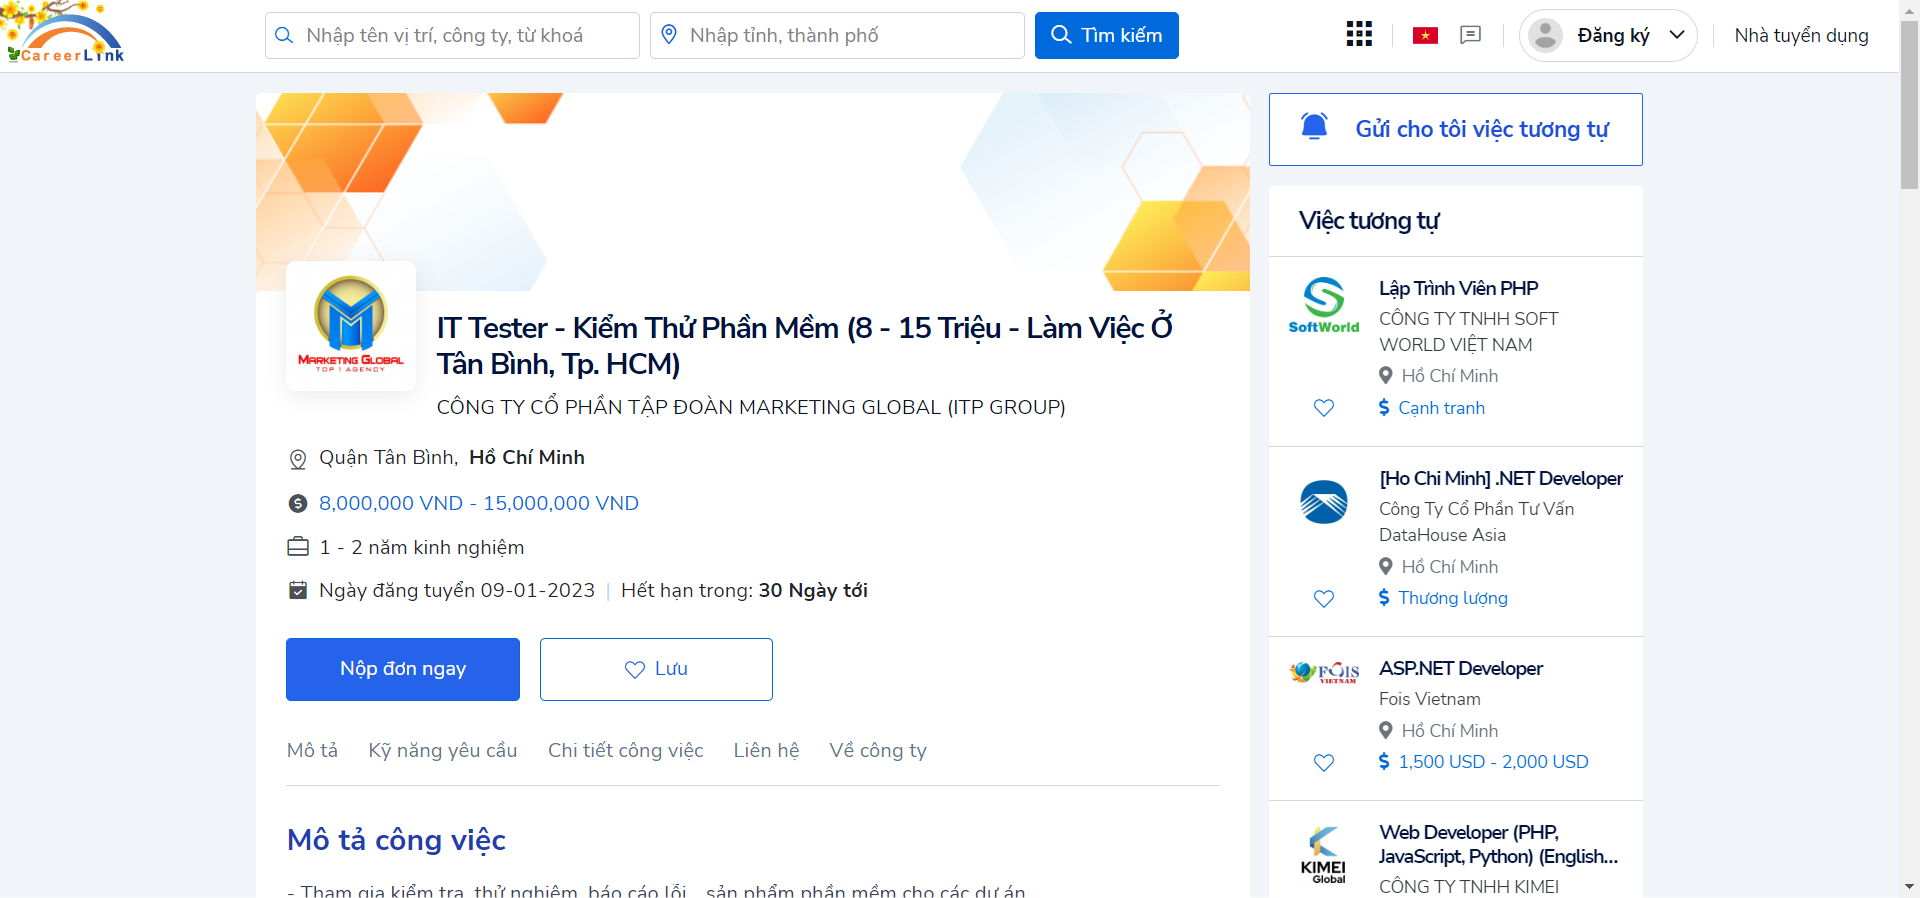 CareerLink
Nhập tên vị trí, công ty, từ khoá
Nhập tỉnh, thành phố
Tìm kiếm
Đăng ký
Nhà tuyển dụng
MARKETING GLOBAL
TOP 1 AGENCY
IT Tester - Kiểm Thử Phần Mềm (8 - 15 Triệu - Làm Việc Ở
Tân Bình, Tp. HCM)
CÔNG TY CỔ PHẦN TẬP ĐOÀN MARKETING GLOBAL (ITP GROUP)
Quận Tân Bình, Hồ Chí Minh
8,000,000 VND - 15,000,000 VND
1 - 2 năm kinh nghiệm
Ngày đăng tuyển 09-01-2023 | Hết hạn trong: 30 Ngày tới
Nộp đơn ngay
Lưu
Mô tả
Kỹ năng yêu cầu
Chi tiết công việc
Liên hệ
Về công ty
Mô tả công việc
- Tham gia kiểm tra, thử nghiệm, báo cáo lỗi... sản phẩm phần mềm cho các dự án
Gửi cho tôi việc tương tự
Việc tương tự
SoftWorld
Lập Trình Viên PHP
CÔNG TY TNHH SOFT
WORLD VIỆT NAM
Hồ Chí Minh
Cạnh tranh
[Ho Chi Minh] .NET Developer
Công Ty Cổ Phần Tư Vấn
DataHouse Asia
Hồ Chí Minh
Thương lượng
FOIS
VIETNAM
ASP.NET Developer
Fois Vietnam
Hồ Chí Minh
1,500 USD - 2,000 USD
KIMEI
Global
Web Developer (PHP,
JavaScript, Python) (English...
CÔNG TY TNHH KIMEI